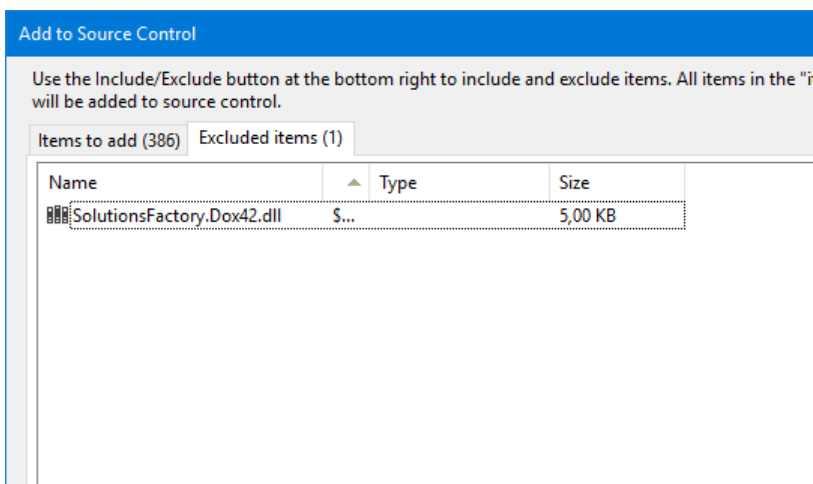 Add to Source Control
Use the Include/Exclude button at the bottom right to include and exclude items. All items in the "i
will be added to source control.
Items to add (386) Excluded items (1)
Name Type Size
SolutionsFactory.Dox42.dll $... 5,00 KB